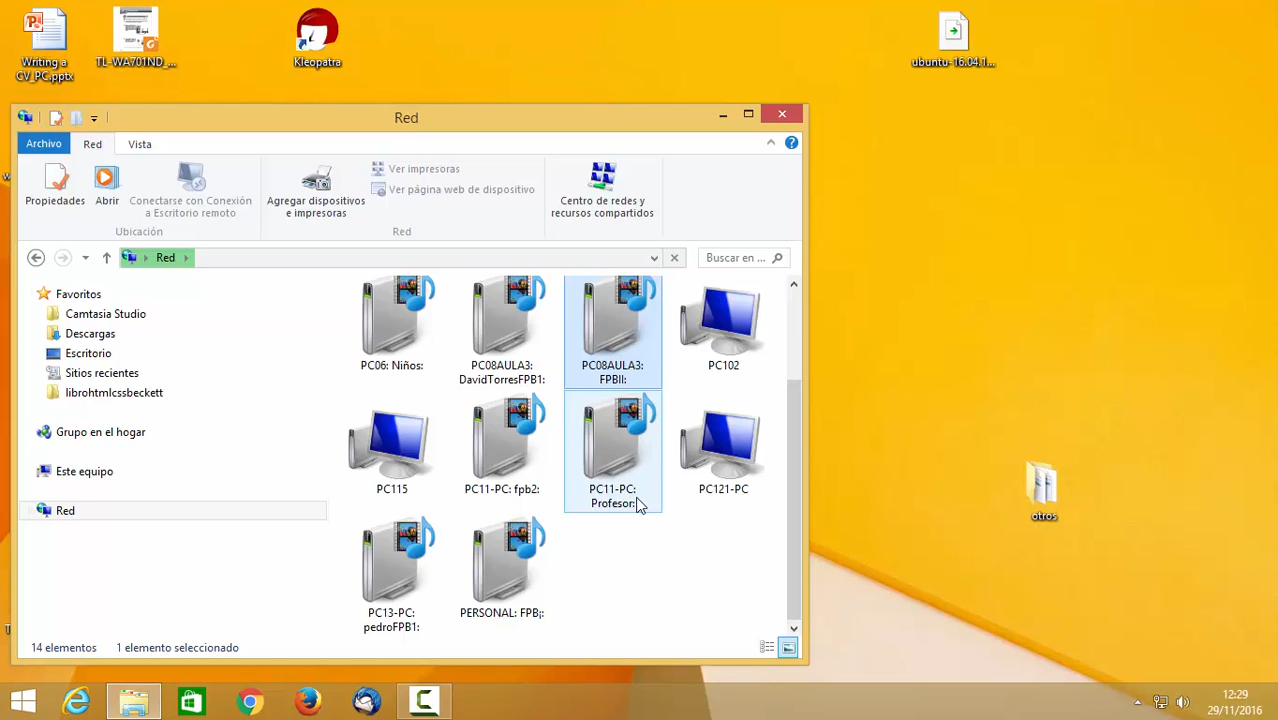 Writing a
CV_PC.pptx
TL-WA701ND_...
Kleopatra
ubuntu-16.04.1...
Red
Archivo
Red
Vista
Propiedades
Abrir
Conectarse con Conexión
a Escritorio remoto
Ubicación
Agregar dispositivos
e impresoras
Ver impresoras
Ver página web de dispositivo
Red
Centro de redes y
recursos compartidos
Red
Buscar en ...
Favoritos
Camtasia Studio
Descargas
Escritorio
Sitios recientes
librohtmlcssbeckett
Grupo en el hogar
Este equipo
Red
PC06: Niños:
PC08AULA3:
DavidTorresFPB1:
PC08AULA3:
FPBII:
PC102
PC115
PC11-PC: fpb2:
PC11-PC:
Profesor:
PC121-PC
PC13-PC:
pedroFPB1:
PERSONAL: FPB¡:
otros
14 elementos
1 elemento seleccionado
12:29
29/11/2016